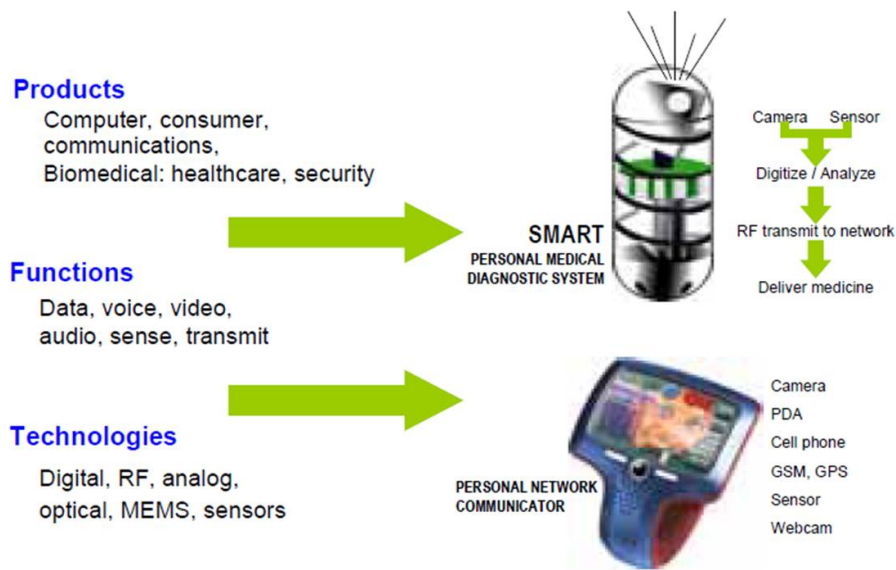 Products
Computer, consumer,
communications,
Biomedical: healthcare, security
Functions
Data, voice, video,
audio, sense, transmit
Technologies
Digital, RF, analog,
optical, MEMS, sensors
SMART
PERSONAL MEDICAL
DIAGNOSTIC SYSTEM
Camera Sensor
Digitize / Analyze
RF transmit to network
Deliver medicine
PERSONAL NETWORK
COMMUNICATOR
Camera
PDA
Cell phone
GSM, GPS
Sensor
Webcam